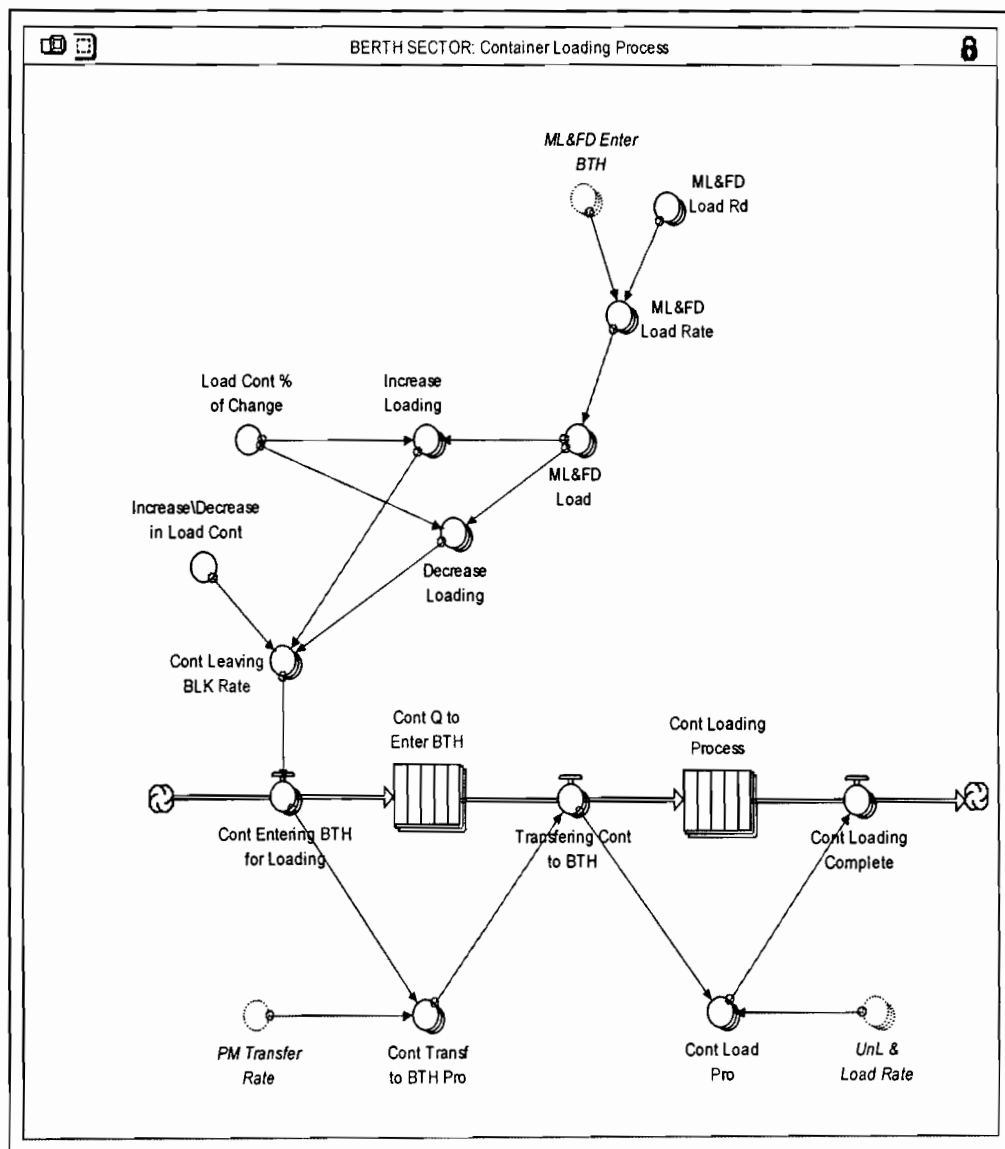 BERTH SECTOR: Container Loading Process
ML&FD Enter
BTH
ML&FD
Load Rd
ML&FD
Load Rate
Load Cont %
of Change
Increase
Loading
ML&FD
Load
Increase\Decrease
in Load Cont
Decrease
Loading
Cont Leaving
BLK Rate
Cont Q to
Enter BTH
Cont Loading
Process
Cont Entering BTH
for Loading
Transfering Cont
to BTH
Cont Loading
Complete
PM Transfer
Rate
Cont Transf
to BTH Pro
Cont Load
Pro
UnL &
Load Rate